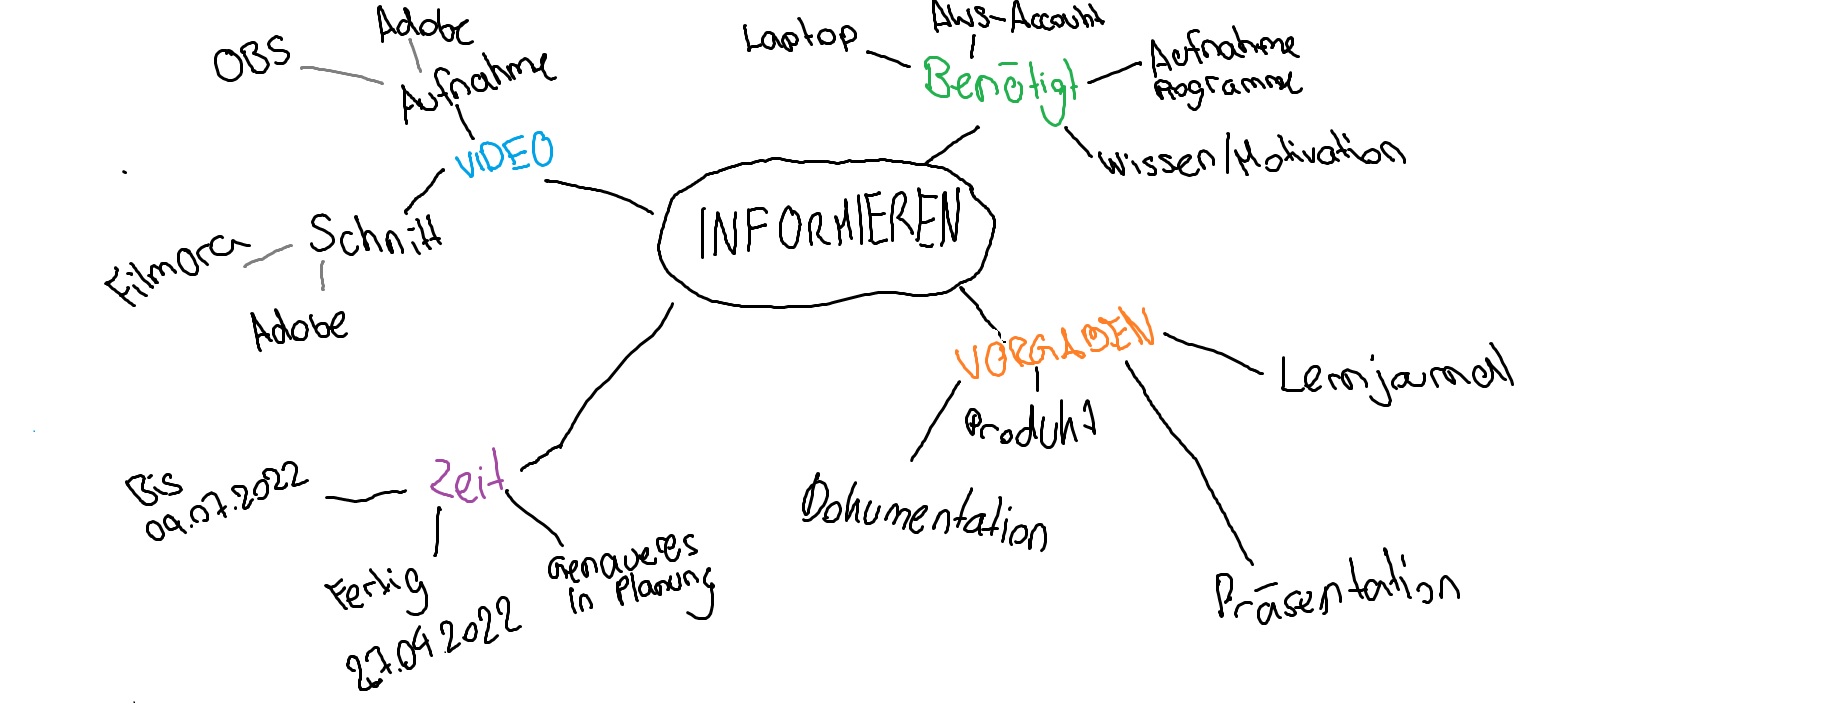 Adobe
OBS
Aufnahme
VIDEO
Schnitt
Filmora
Adobe
Laptop
AWS-Account
Benötigt
Aufnahme
Programme
Wissen/Motivation
INFORMIEREN
VORGABEN
Lernjournal
Produkt
Dokumentation
Präsentation
Zeit
Bis
09.07.2022
Fertig
27.09.2022
Genaueres
in Planung